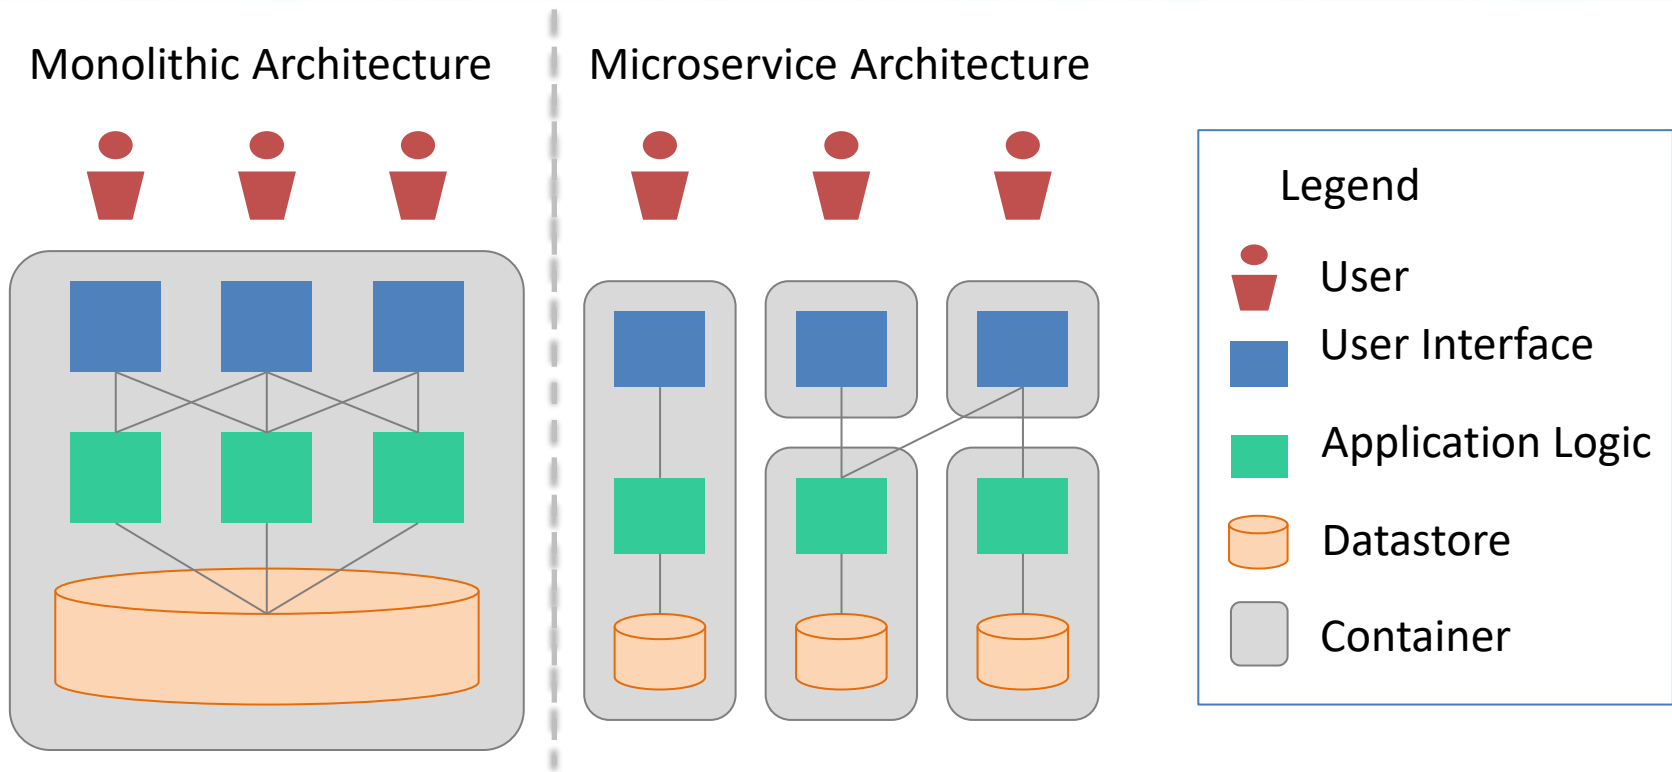 Monolithic Architecture
Microservice Architecture
Legend
User
User Interface
Application Logic
Datastore
Container